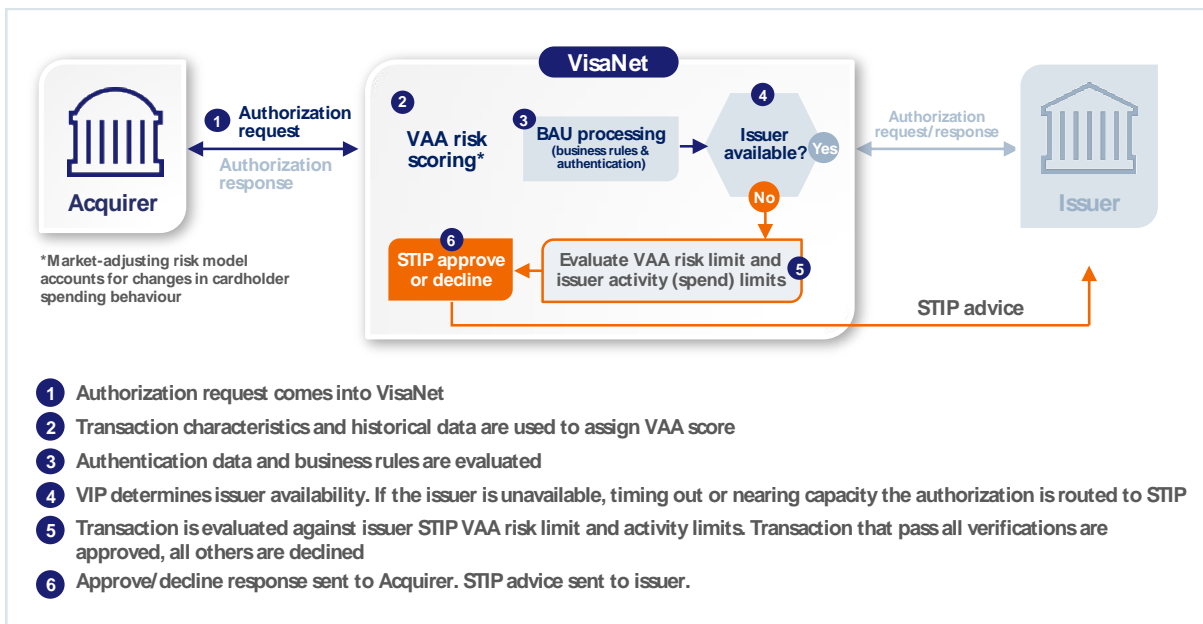 VisaNet
1 Authorization
request
Authorization
response
Acquirer
*Market-adjusting risk model
accounts for changes in cardholder
spending behaviour
2
VAA risk
scoring*
3 BAU processing
(business rules &
authentication)
4
Issuer
available?
Yes
No
Authorization
request/response
Issuer
6
STIP approve
or decline
Evaluate VAA risk limit and
issuer activity (spend) limits
5
STIP advice
1 Authorization request comes into VisaNet
2 Transaction characteristics and historical data are used to assign VAA score
3 Authentication data and business rules are evaluated
4 VIP determines issuer availability. If the issuer is unavailable, timing out or nearing capacity the authorization is routed to STIP
5 Transaction is evaluated against issuer STIP VAA risk limit and activity limits. Transaction that pass all verifications are
approved, all others are declined
6 Approve/decline response sent to Acquirer. STIP advice sent to issuer.